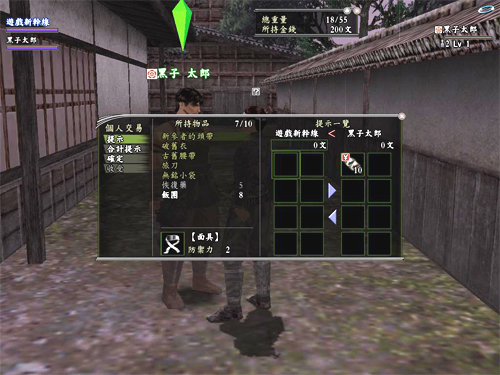 遊戲新幹線
黑子太郎
總重量 18/55
所持金錢 200文
黑子太郎
Lv 1
黑子 太郎
個人交易
提示
合計提示
確定
收受
所持物品 7/10
新參者的頭帶
破舊衣
古舊腰帶
旅刀
無銘小袋
恢復藥 5
飯團 8
【面具】
防禦力 2
提示一覽
遊戲新幹線 < 黑子太郎
0文 0文
10